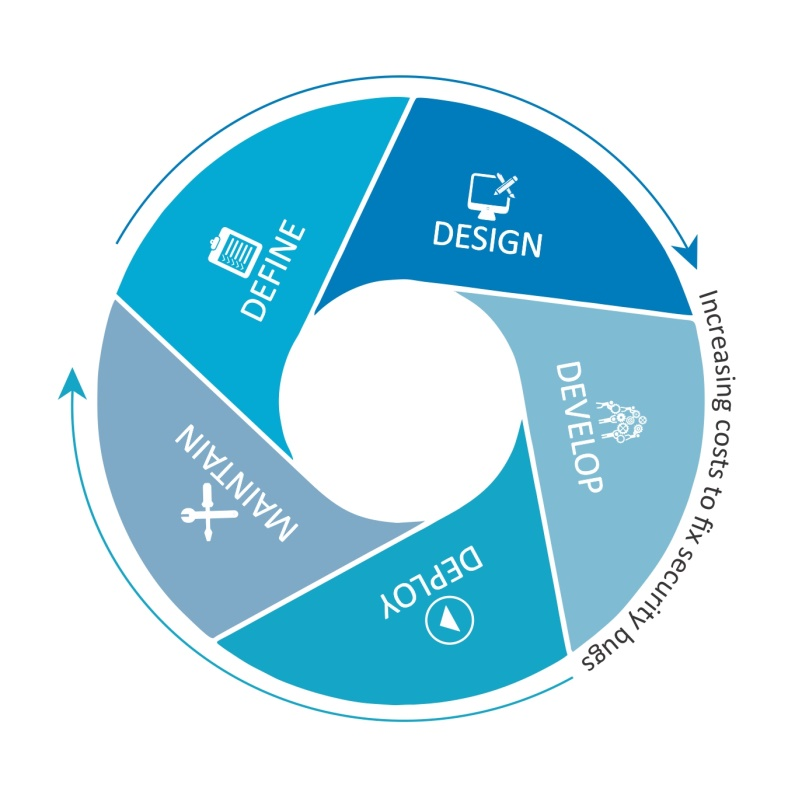 DEFINE
DESIGN
DEVELOP
DEPLOY
MAINTAIN
Increasing costs to fix security bugs